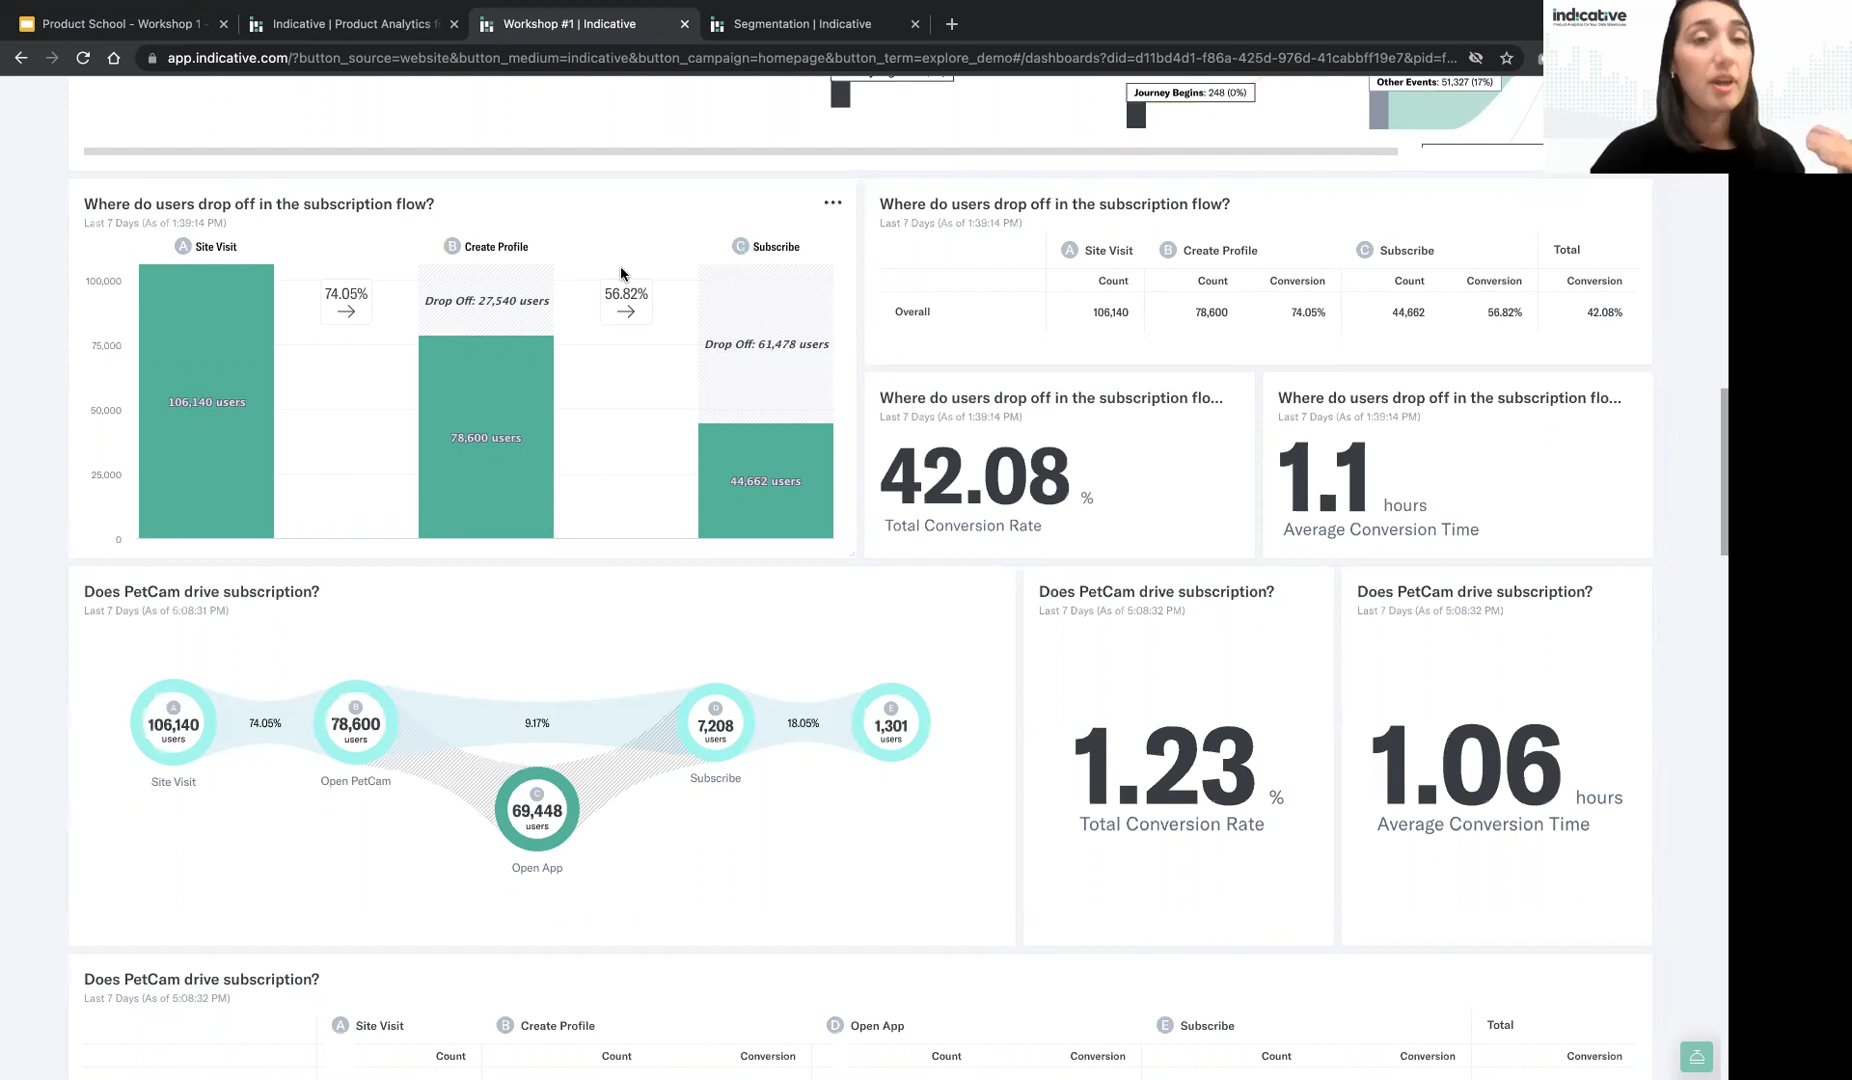 Product School - Workshop 1 -
Indicative | Product Analytics f
Workshop #1 | Indicative
Segmentation | Indicative
app.indicative.com/?button_source=website&button_medium=indicative&button_campaign=homepage&button_term=explore_demo#/dashboards?did=d11bd4d1-f86a-425d-976d-41cabbff19e7&pid=f...
indicative
Journey Begins: 248 (0%)
Other Events: 51,327 (17%)
Where do users drop off in the subscription flow?
Last 7 Days (As of 1:39:14 PM)
A Site Visit
B Create Profile
C Subscribe
100,000
75,000
50,000
25,000
0
106,140 users
74.05%
Drop Off: 27,540 users
78,600 users
56.82%
Drop Off: 61,478 users
44,662 users
Where do users drop off in the subscription flow?
Last 7 Days (As of 1:39:14 PM)
A Site Visit B Create Profile C Subscribe Total
Count Count Conversion Count Conversion Conversion
Overall 106,140 78,600 74.05% 44,662 56.82% 42.08%
Where do users drop off in the subscription flo...
Last 7 Days (As of 1:39:14 PM)
42.08 %
Total Conversion Rate
Where do users drop off in the subscription flo...
Last 7 Days (As of 1:39:14 PM)
1.1 hours
Average Conversion Time
Does PetCam drive subscription?
Last 7 Days (As of 5:08:31 PM)
A
106,140
users
Site Visit
74.05%
B
78,600
users
Open PetCam
9.17%
C
69,448
users
Open App
D
7,208
users
Subscribe
18.05%
E
1,301
users
Does PetCam drive subscription?
Last 7 Days (As of 5:08:32 PM)
1.23 %
Total Conversion Rate
Does PetCam drive subscription?
Last 7 Days (As of 5:08:32 PM)
1.06 hours
Average Conversion Time
Does PetCam drive subscription?
Last 7 Days (As of 5:08:32 PM)
A Site Visit B Create Profile D Open App E Subscribe Total
Count Count Conversion Count Conversion Count Conversion Conversion